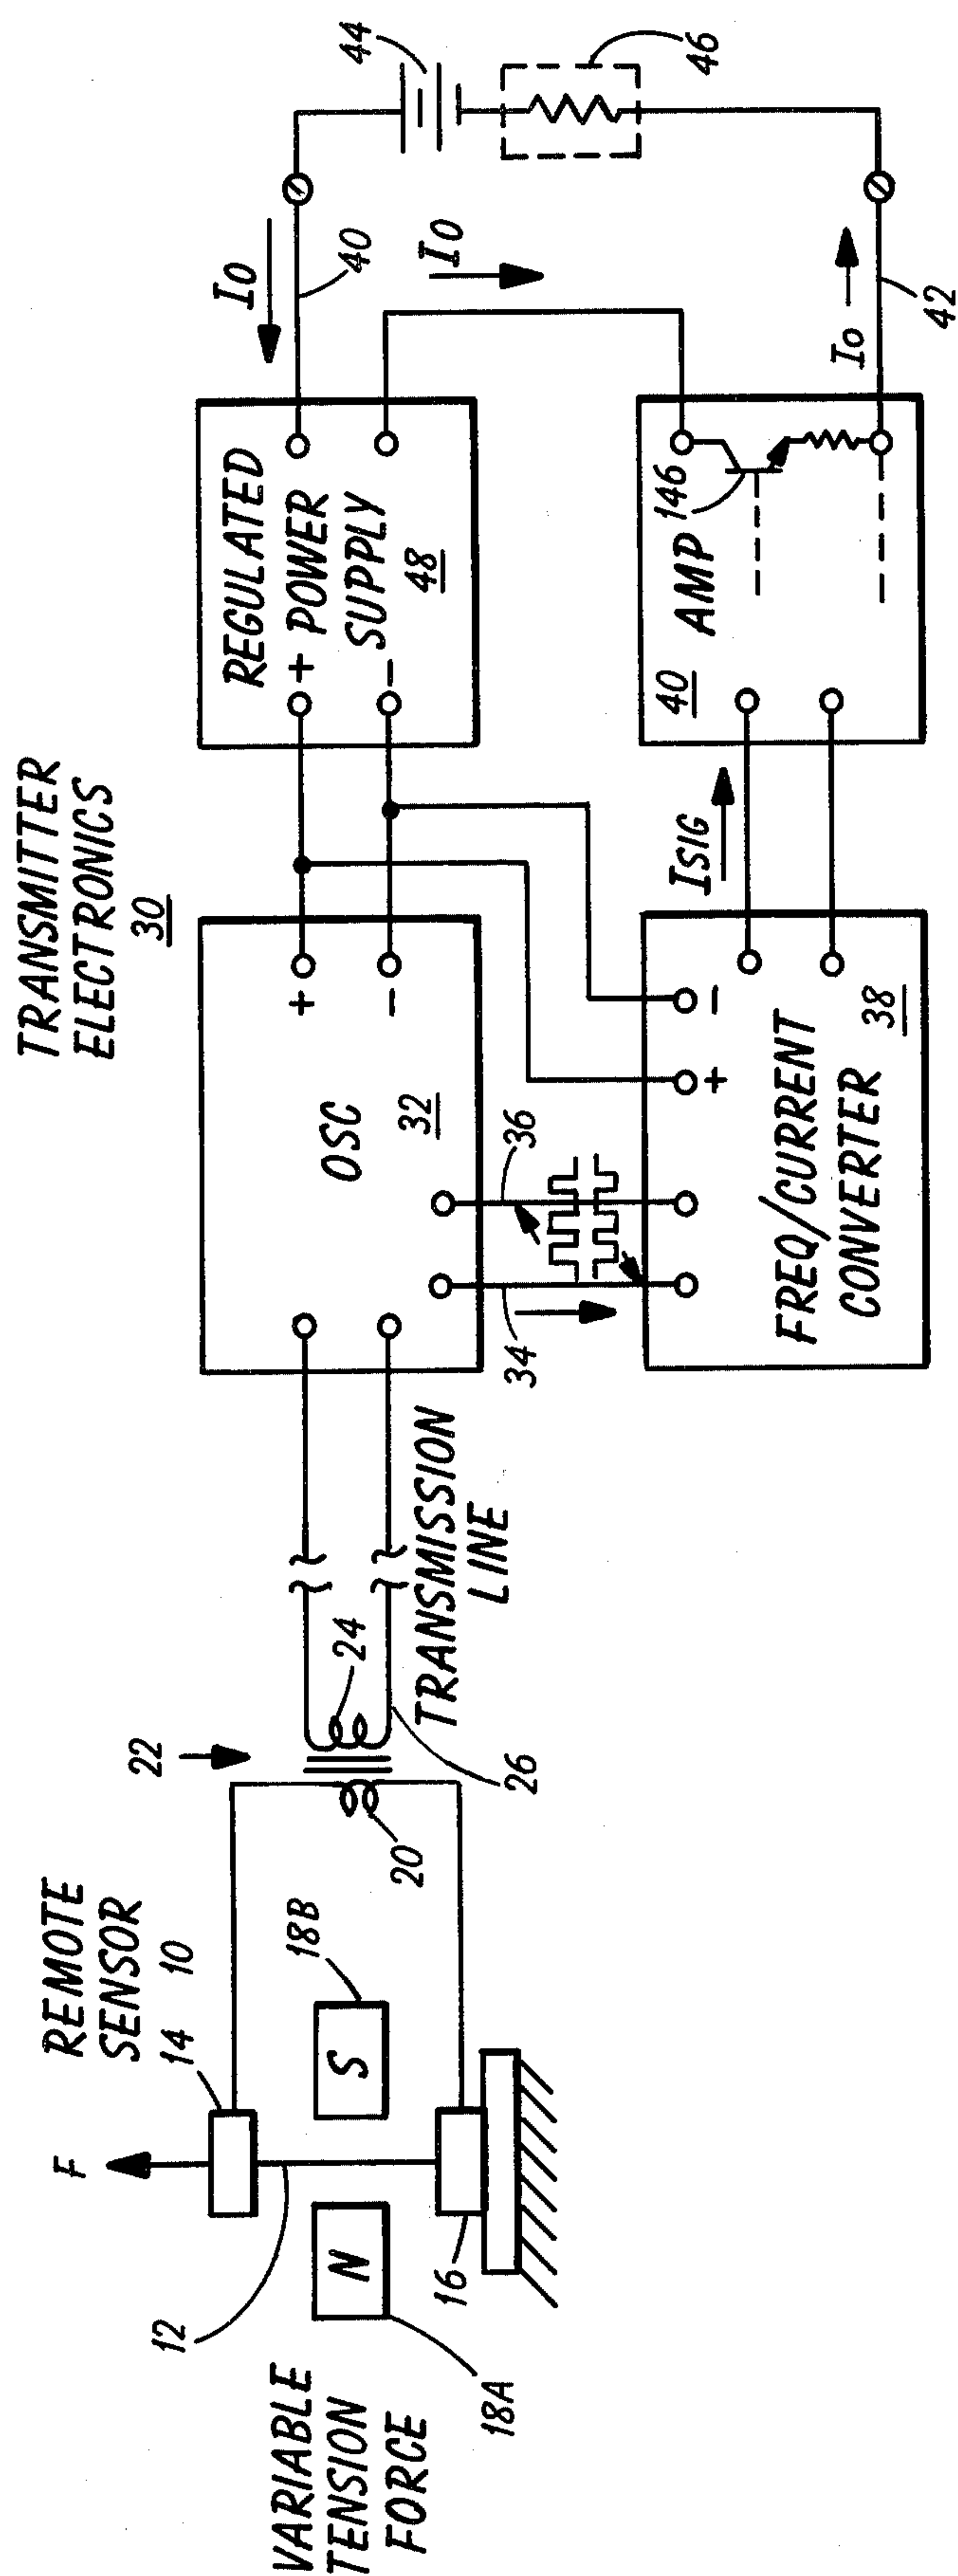 TRANSMITTER
ELECTRONICS
30
REMOTE
SENSOR
10
14
F
12
VARIABLE
TENSION
FORCE
N
S
18A
18B
16
20
22
24
26
TRANSMISSION
LINE
OSC
32
+
-
34
36
FREQ/CURRENT
CONVERTER
38
+
-
ISIG
REGULATED
+ POWER
- SUPPLY
48
AMP
40
146
IO
40
IO
IO
42
44
46